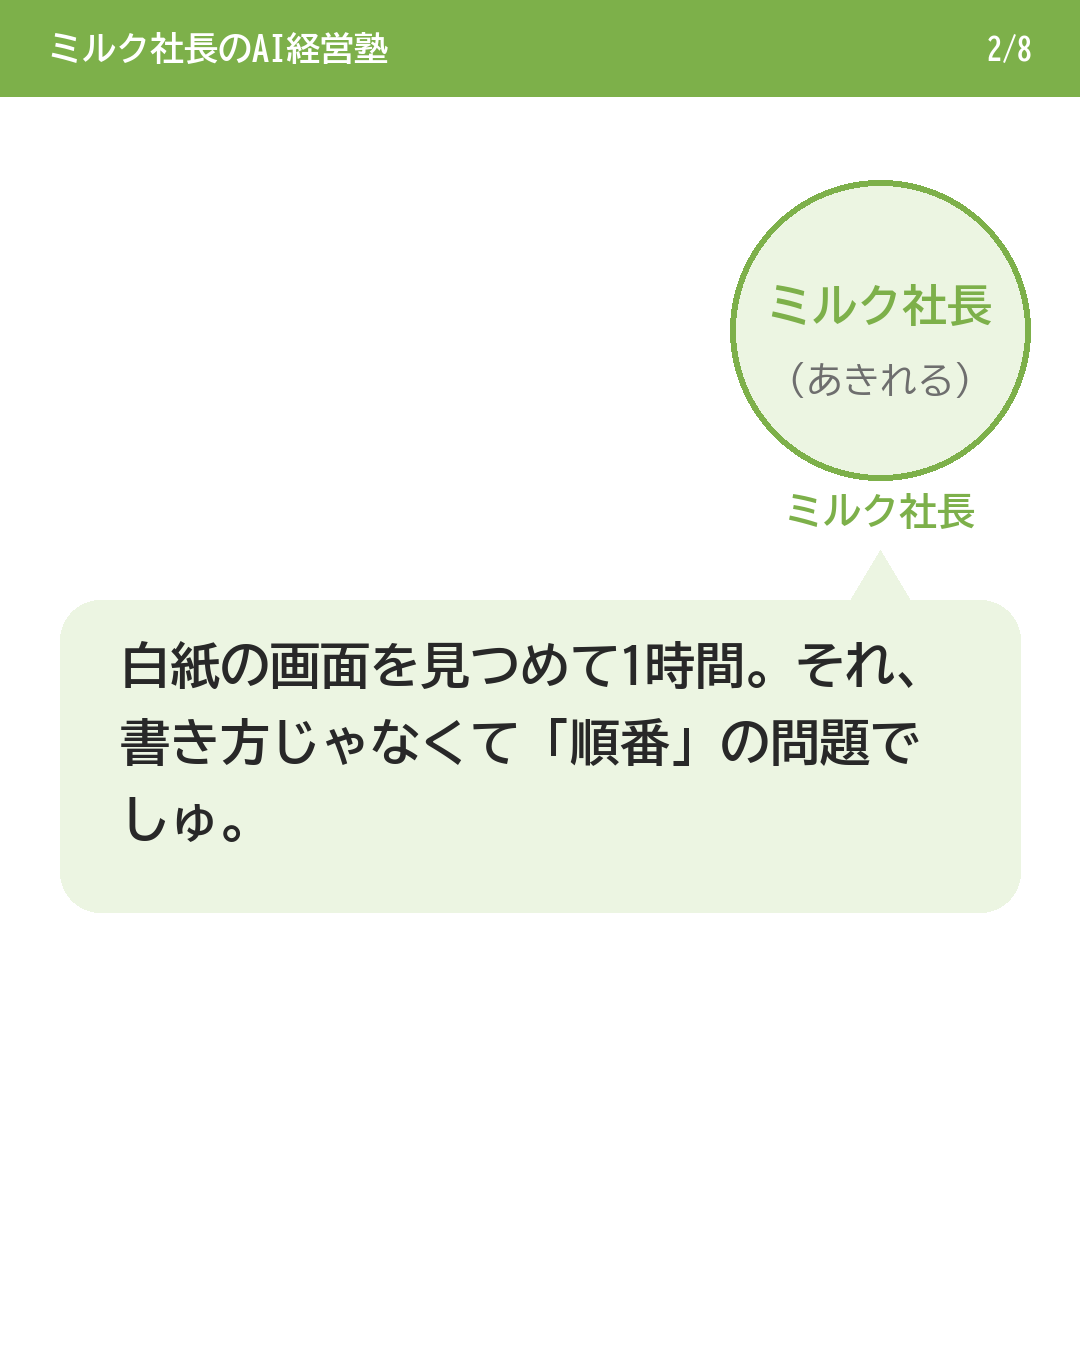 ミルク社長のAI経営塾
2/8
ミルク社長
（あきれる）
ミルク社長
白紙の画面を見つめて1時間。それ、
書き方じゃなくて「順番」の問題で
しゅ。